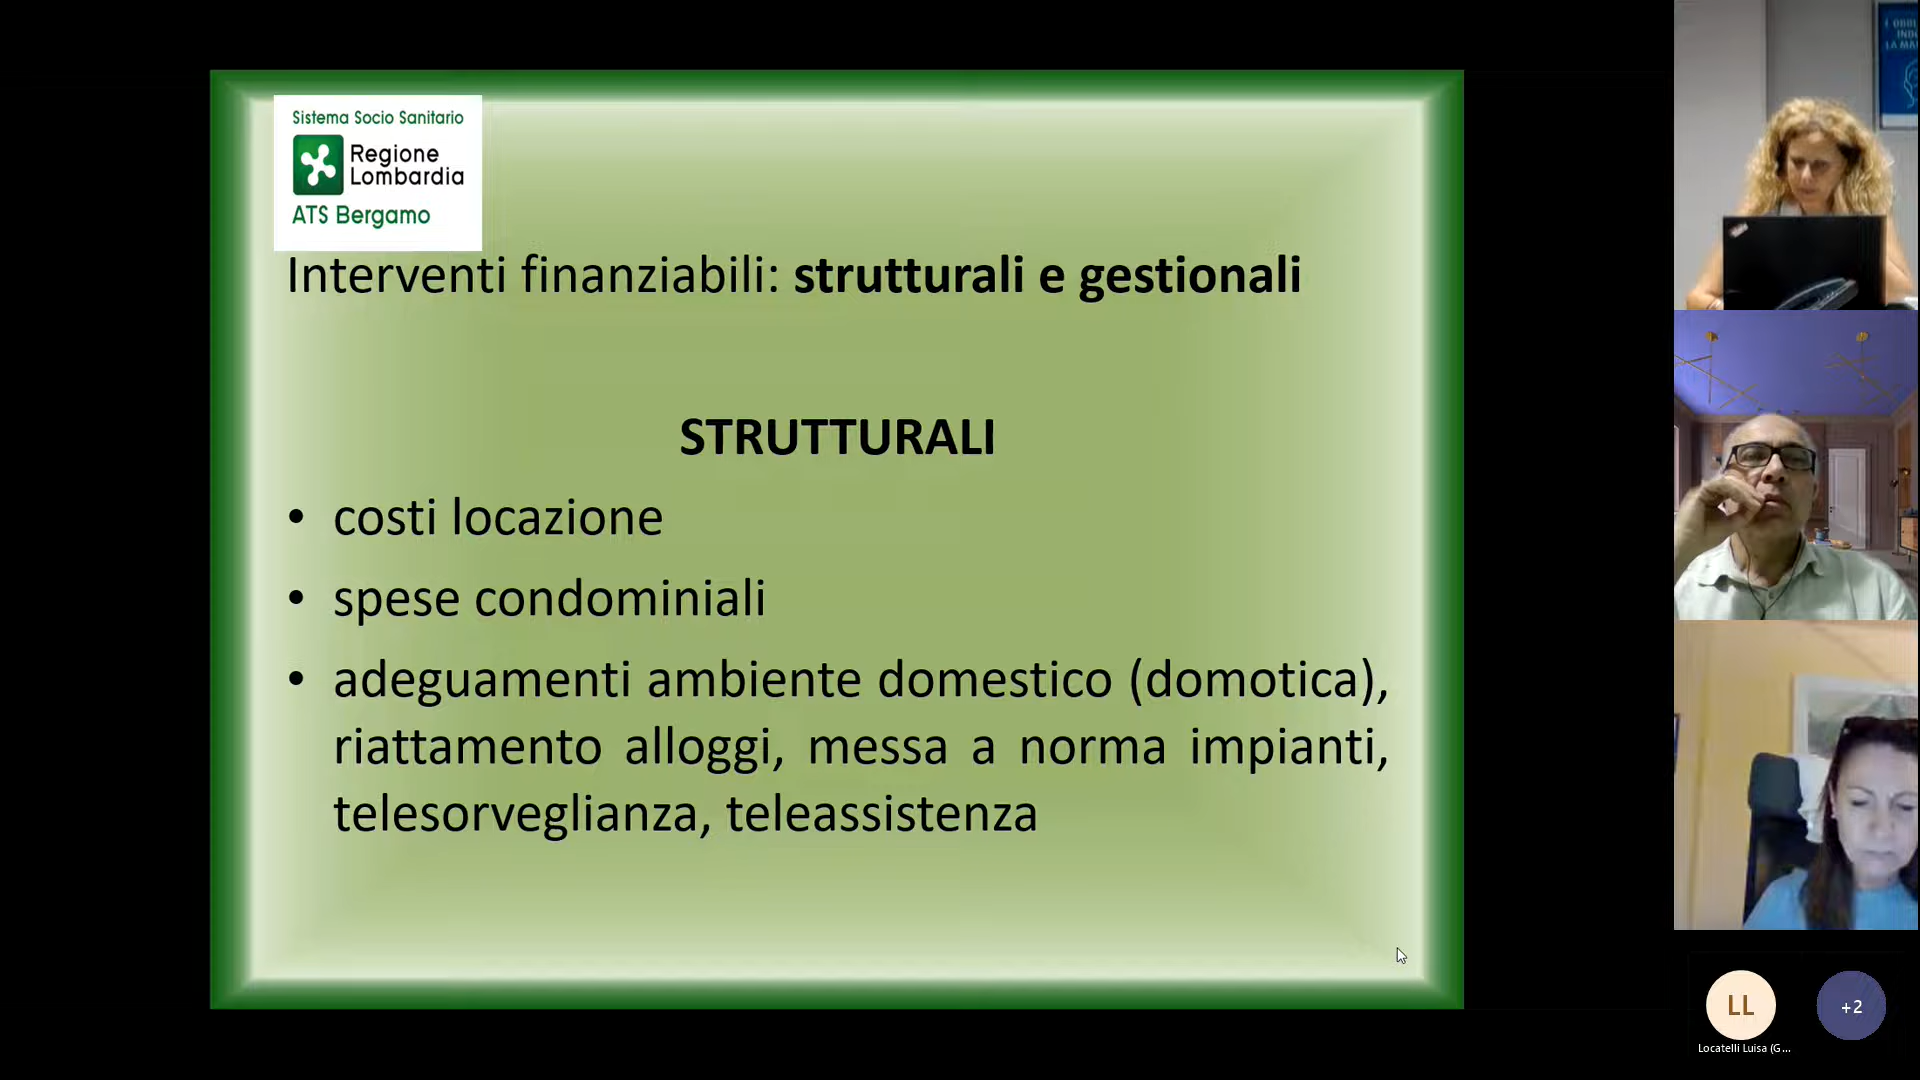 Sistema Socio Sanitario
Regione
Lombardia
ATS Bergamo
Interventi finanziabili: strutturali e gestionali
STRUTTURALI
• costi locazione
• spese condominiali
• adeguamenti ambiente domestico (domotica),
riattamento alloggi, messa a norma impianti,
telesorveglianza, teleassistenza
LL
+2
Locatelli Luisa (G...